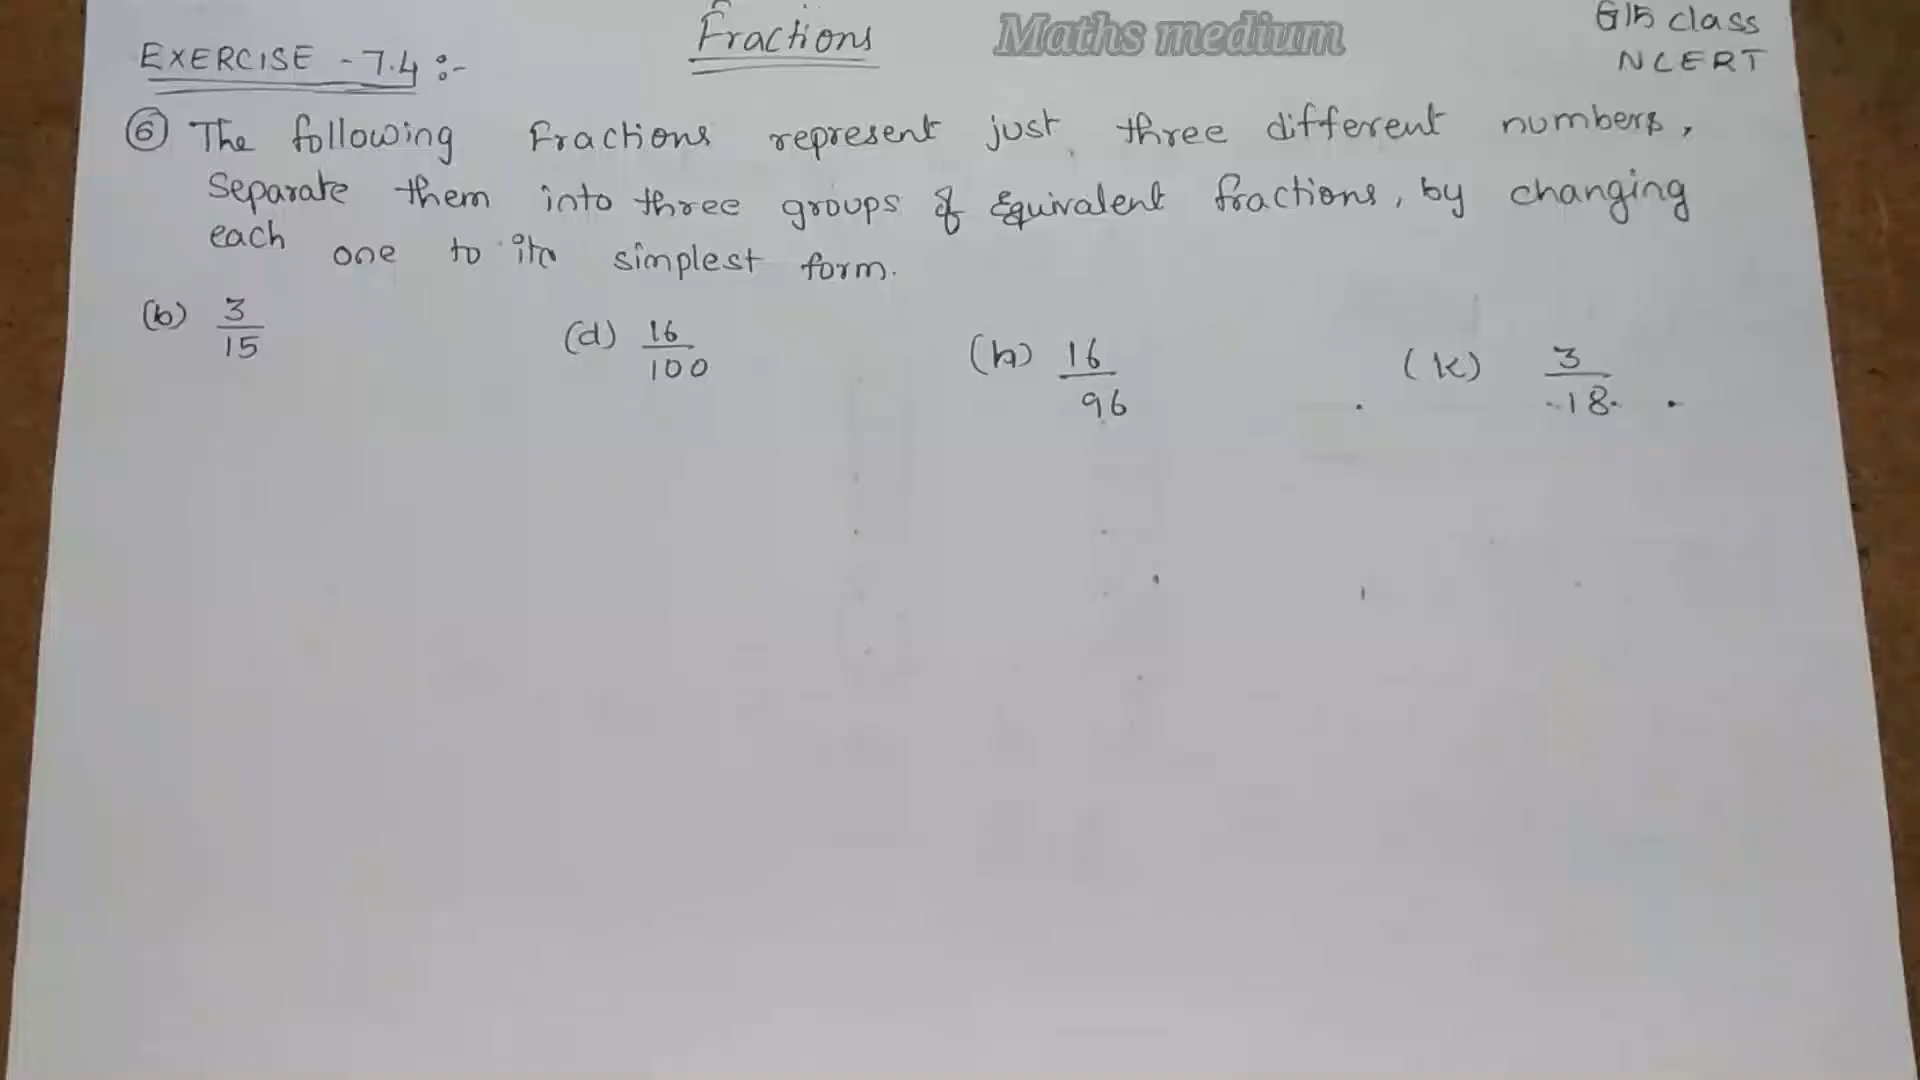 Fractions
Maths medium
6th class
EXERCISE - 7.4 :-
NCERT
⑥ The following Fractions represent just three different numbers,
Separate them into three groups of Equivalent fractions, by changing
each one to its simplest form.
(b) 3/15 (d) 16/100 (h) 16/96 (k) 3/18.